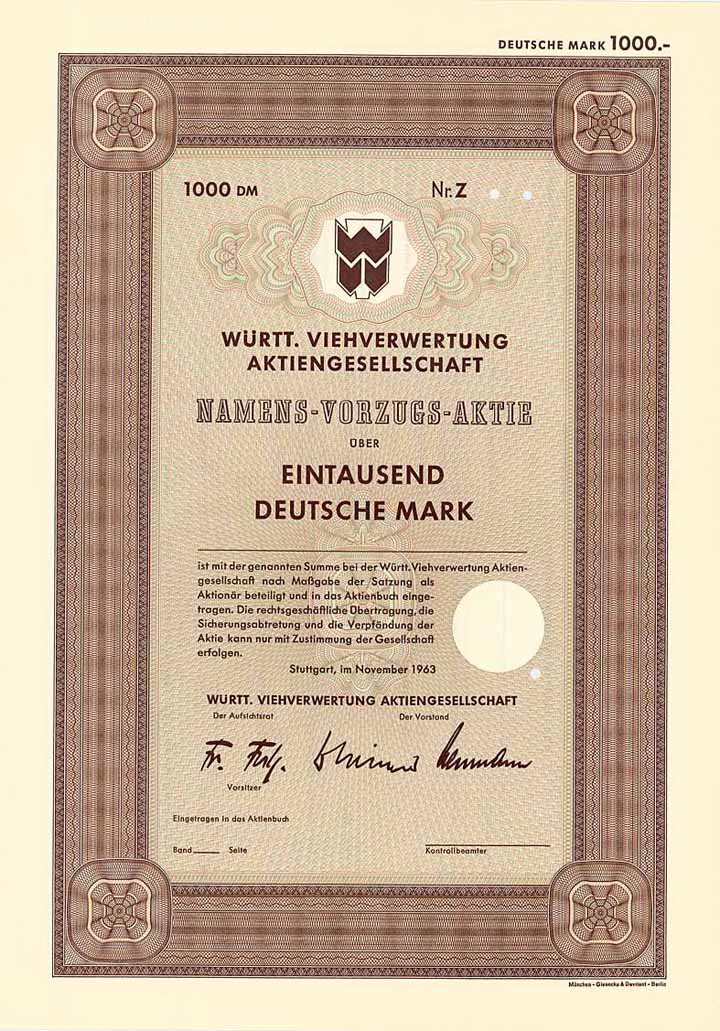 DEUTSCHE MARK 1000.-
1000 DM Nr. Z
WÜRTT. VIEHVERWERTUNG
AKTIENGESELLSCHAFT
NAMENS-VORZUGS-AKTIE
ÜBER
EINTAUSEND
DEUTSCHE MARK
ist mit der genannten Summe bei der Württ. Viehverwertung Aktien-
gesellschaft nach Maßgabe der Satzung als
Aktionär beteiligt und in das Aktienbuch einge-
tragen. Die rechtsgeschäftliche Übertragung, die
Sicherungsabtretung und die Verpfändung der
Aktie kann nur mit Zustimmung der Gesellschaft
erfolgen.
Stuttgart, im November 1963
WÜRTT. VIEHVERWERTUNG AKTIENGESELLSCHAFT
Der Aufsichtsrat Der Vorstand
Vorsitzer
Eingetragen in das Aktienbuch
Band Seite Kontrollbeamter
München - Giesecke & Devrient - Berlin